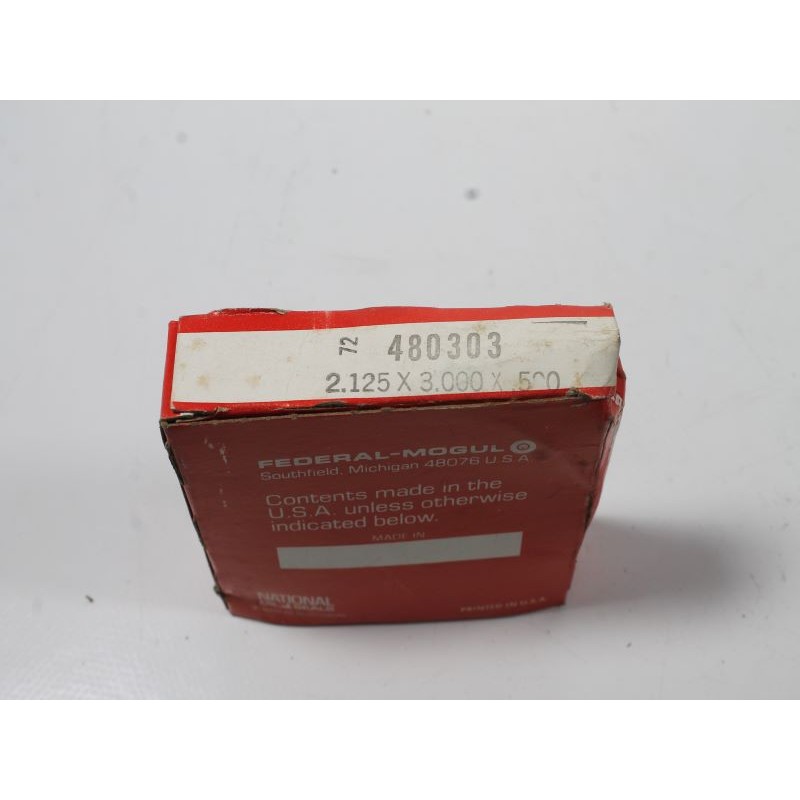 72 480303
2.125 X 3.000 X .500
FEDERAL-MOGUL
Southfield, Michigan 48076 U.S.A.
Contents made in the
U.S.A. unless otherwise
indicated below.
MADE IN
NATIONAL
PRINTED IN U.S.A.